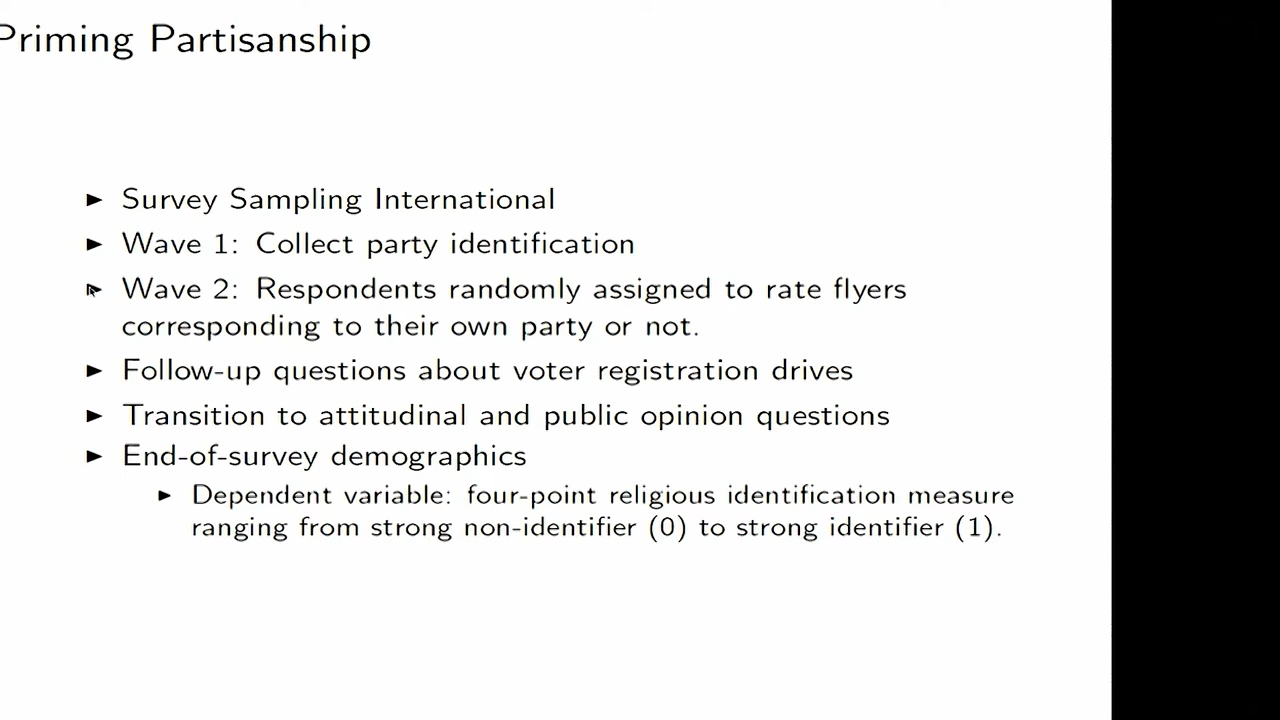 Priming Partisanship
► Survey Sampling International
► Wave 1: Collect party identification
► Wave 2: Respondents randomly assigned to rate flyers
corresponding to their own party or not.
► Follow-up questions about voter registration drives
► Transition to attitudinal and public opinion questions
► End-of-survey demographics
► Dependent variable: four-point religious identification measure
ranging from strong non-identifier (0) to strong identifier (1).